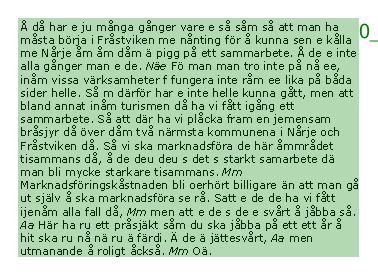 Å då har e ju många gånger vare e så såm så att man ha
måsta börja i Fråstviken me nånting för å kunna sen e källa
me Nårje åm åm dåm ä pigg på ett sammarbete. Å de e inte
alla gånger man e de. Näe Fö man man tro inte på nå ee,
inåm vissa värksamheter f fungera inte råm ee lika på båda
sider helle. Så m därför har e inte helle kunna gått, men att
bland annat inåm turismen då ha vi fått igång ett
sammarbete. Så att där ha vi plåcka fram en jemensam
bråsjyr då över dåm två närmsta kommunena i Nårje och
Fråstviken då. Så vi ska marknadsföra de här åmmrådet
tisammans då, å de deu deu s det s starkt samarbete dä
man bli mycke starkare tisammans. Mm
Marknadsföringskåstnaden bli oerhört billigare än att man gå
ut själv å ska marknadsföra se rå. Satt e de de ha vi fått
ijenåm alla fall då, Mm men att e de s de e svårt å jåbba så.
Aa Här ha ru ett pråsjäkt såm du ska jåbba på ett ett år å
hit ska ru nå nä ru ä färdi. Ä de ä jättesvårt, Aa men
utmanande å roligt åckså. Mm Oä.
0_